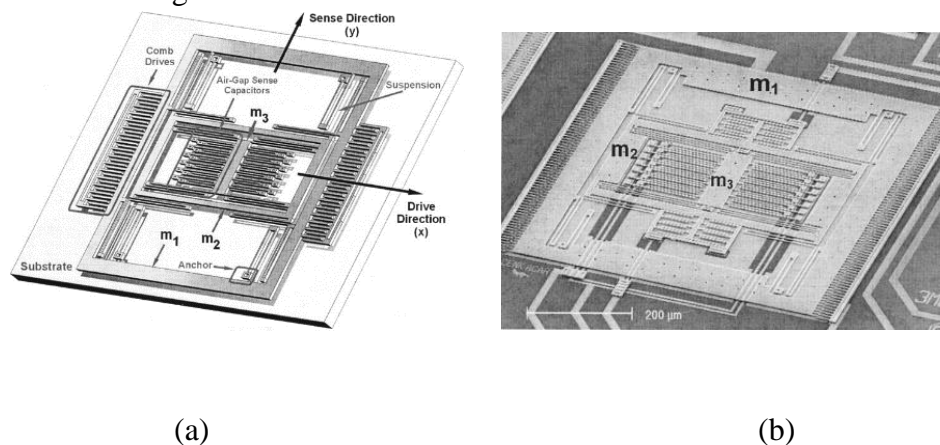 Sense Direction
(y)
Comb
Drives
Air-Gap Sense
Capacitors
Suspension
m3
Drive
Direction
(x)
m1
m2
Anchor
Substrate
m1
m2
m3
200 µm
(a)
(b)